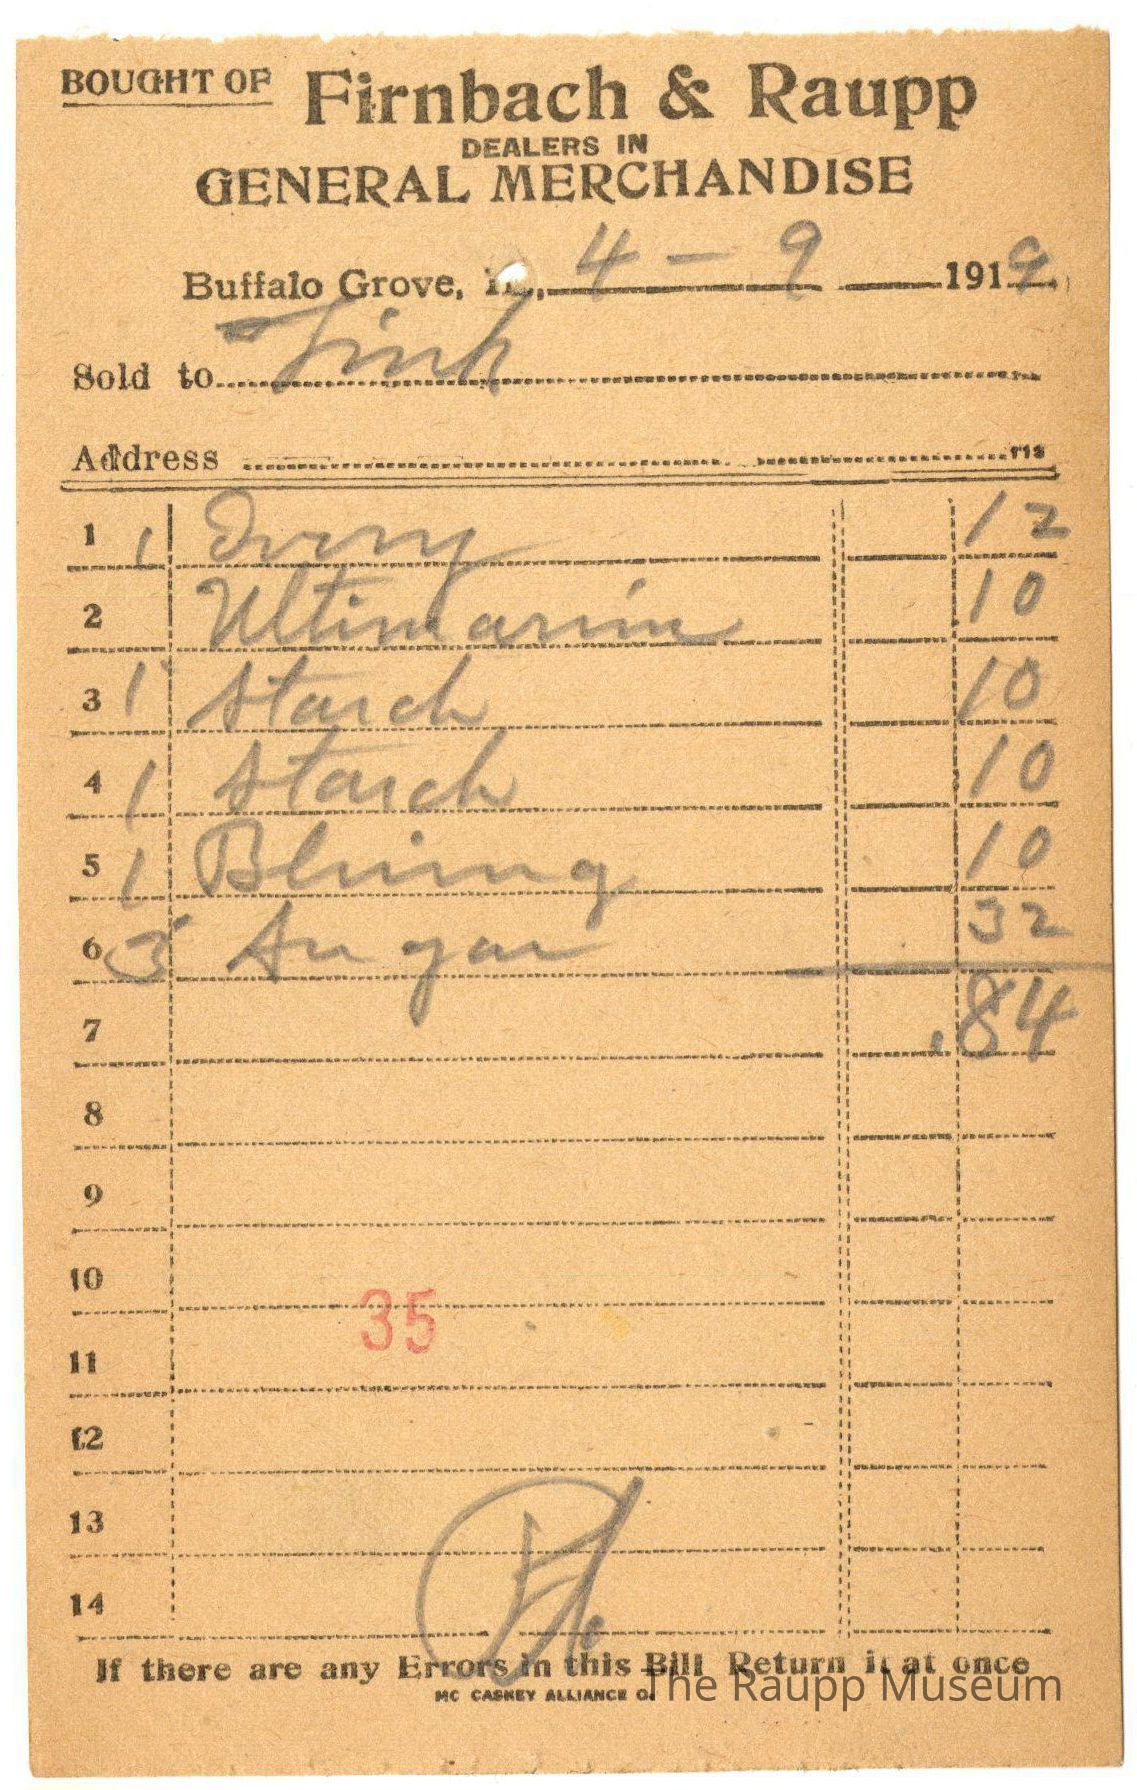 BOUGHT OF Firnbach & Raupp
DEALERS IN
GENERAL MERCHANDISE
Buffalo Grove, 4 - 9 1919
Sold to
Address
1 1 Ivory 12
2 Ultimarine 10
3 1 Starch 10
4 1 Starch 10
5 1 Bluing 10
6 3 Sugar 32
7 .84
8
9
10
35
11
12
13
14
If there are any Errors in this Bill Return it at once
MC CASKEY ALLIANCE O.
The Raupp Museum